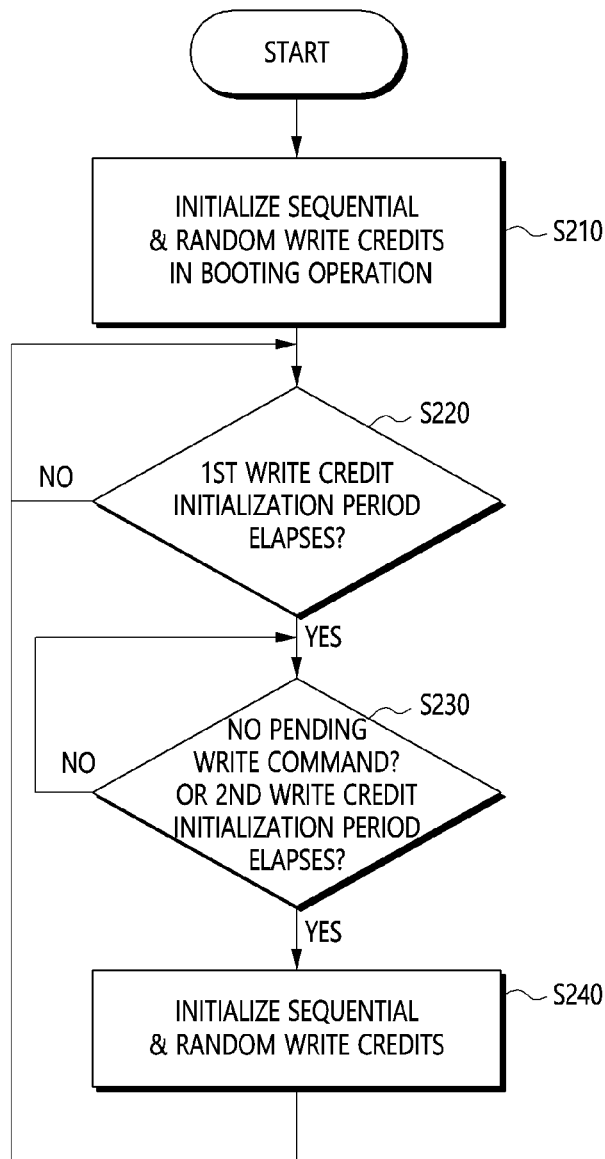 START
INITIALIZE SEQUENTIAL
& RANDOM WRITE CREDITS
IN BOOTING OPERATION
S210
S220
NO
1ST WRITE CREDIT
INITIALIZATION PERIOD
ELAPSES?
YES
S230
NO PENDING
WRITE COMMAND?
NO
OR 2ND WRITE CREDIT
INITIALIZATION PERIOD
ELAPSES?
YES
INITIALIZE SEQUENTIAL
& RANDOM WRITE CREDITS
S240